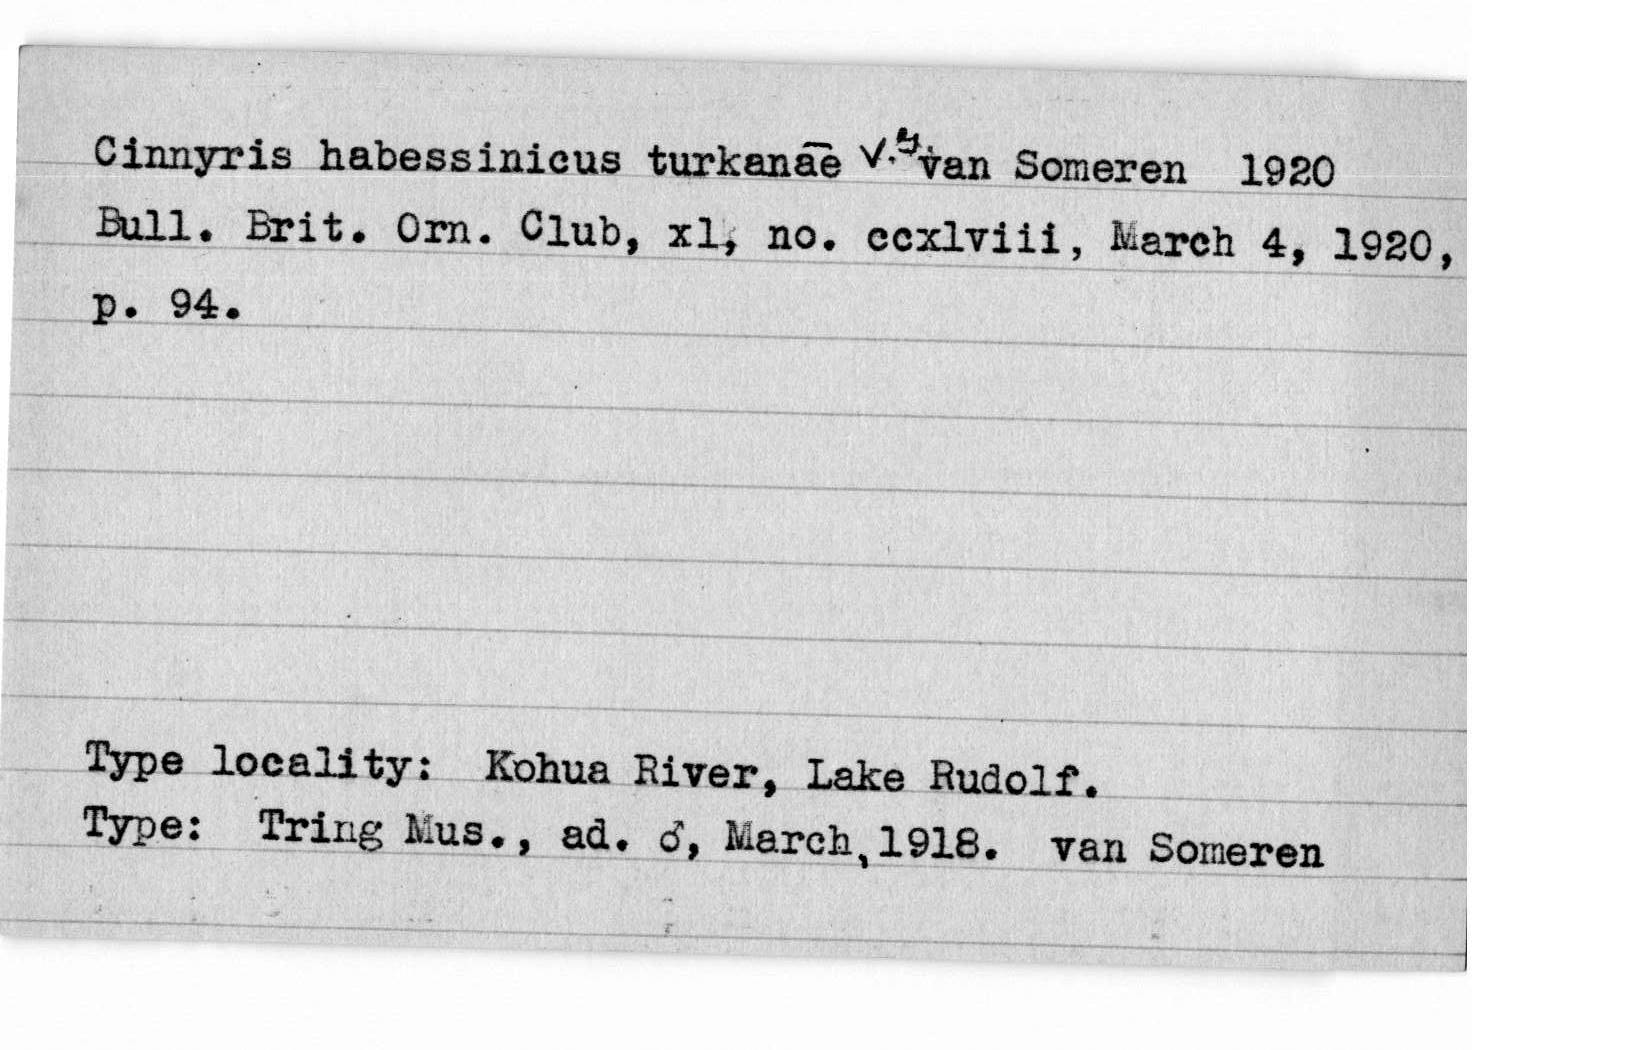 Cinnyris habessinicus turkanae van Someren 1920
Bull. Brit. Orn. Club, xl, no. ccxlviii, March 4, 1920,
p. 94.
Type locality: Kohua River, Lake Rudolf.
Type: Tring Mus., ad. ♂, March, 1918. van Someren